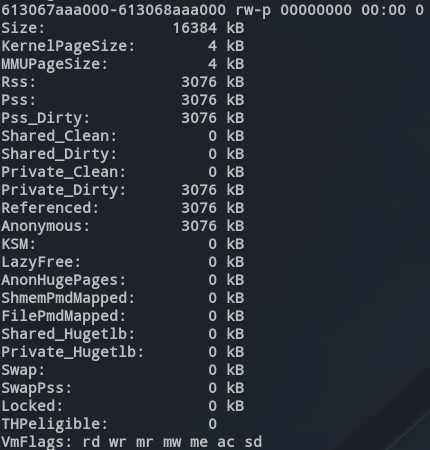 613067aaa000-613068aaa000 rw-p 00000000 00:00 0
Size: 16384 kB
KernelPageSize: 4 kB
MMUPageSize: 4 kB
Rss: 3076 kB
Pss: 3076 kB
Pss_Dirty: 3076 kB
Shared_Clean: 0 kB
Shared_Dirty: 0 kB
Private_Clean: 0 kB
Private_Dirty: 3076 kB
Referenced: 3076 kB
Anonymous: 3076 kB
KSM: 0 kB
LazyFree: 0 kB
AnonHugePages: 0 kB
ShmemPmdMapped: 0 kB
FilePmdMapped: 0 kB
Shared_Hugetlb: 0 kB
Private_Hugetlb: 0 kB
Swap: 0 kB
SwapPss: 0 kB
Locked: 0 kB
THPeligible: 0
VmFlags: rd wr mr mw me ac sd